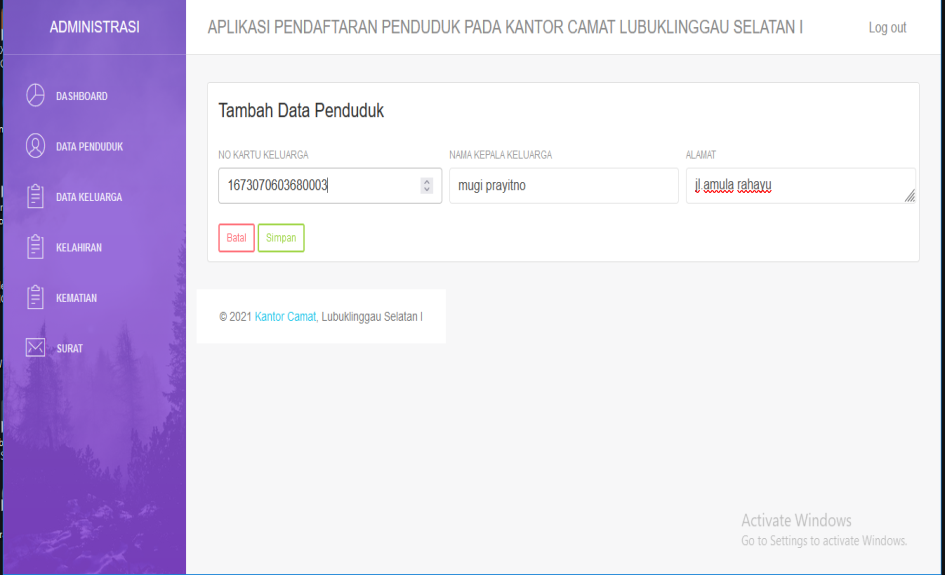 ADMINISTRASI
APLIKASI PENDAFTARAN PENDUDUK PADA KANTOR CAMAT LUBUKLINGGAU SELATAN I
Log out
DASHBOARD
DATA PENDUDUK
DATA KELUARGA
KELAHIRAN
KEMATIAN
SURAT
Tambah Data Penduduk
NO KARTU KELUARGA
NAMA KEPALA KELUARGA
ALAMAT
1673070603680003
mugi prayitno
jl amula rahayu
Batal
Simpan
© 2021 Kantor Camat, Lubuklinggau Selatan I
Activate Windows
Go to Settings to activate Windows.